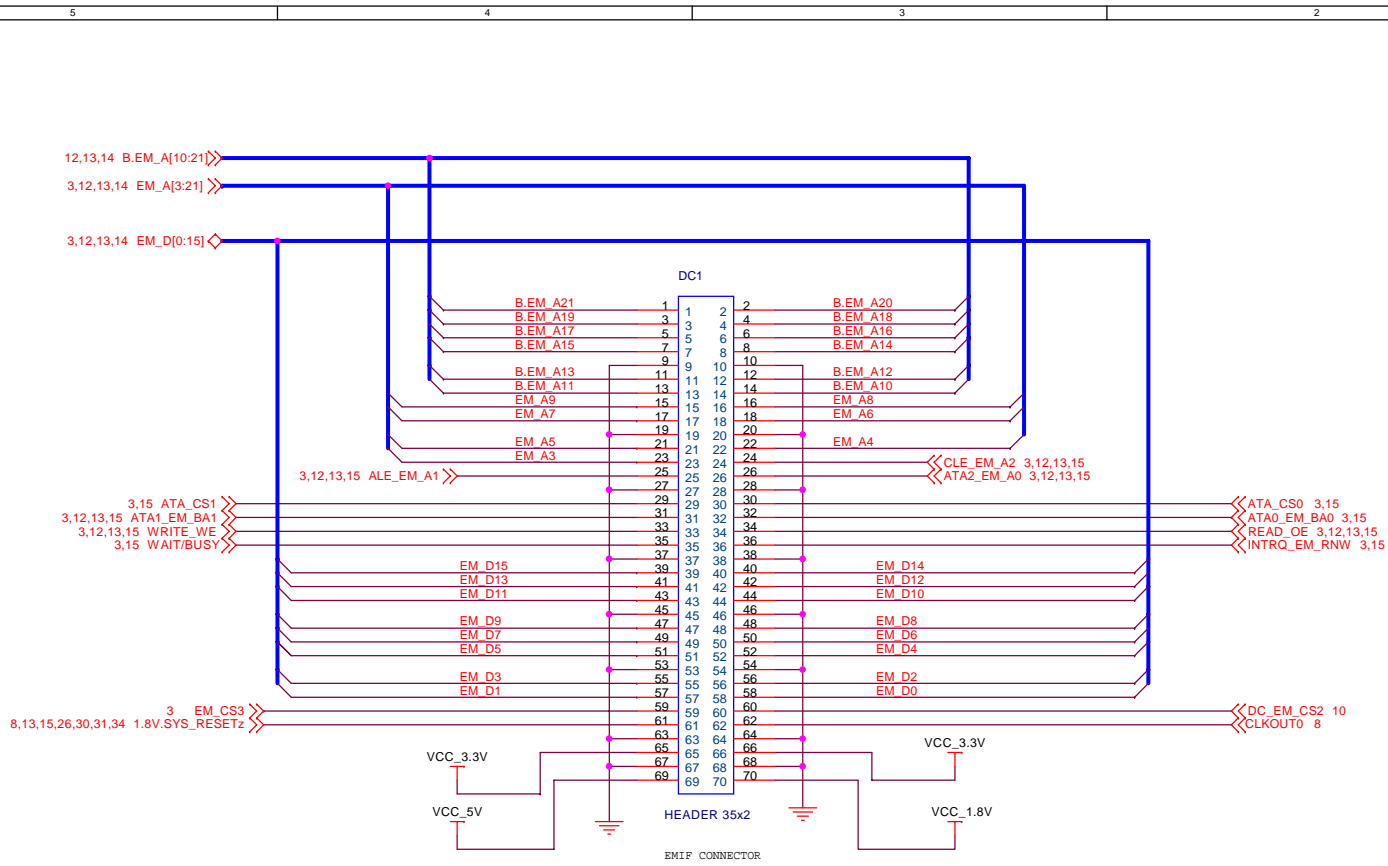 5 4 3 2
12,13,14 B.EM_A[10:21]
3,12,13,14 EM_A[3:21]
3,12,13,14 EM_D[0:15]
DC1
B.EM_A21 1 1 2 2 B.EM_A20
B.EM_A19 3 3 4 4 B.EM_A18
B.EM_A17 5 5 6 6 B.EM_A16
B.EM_A15 7 7 8 8 B.EM_A14
9 9 10 10
B.EM_A13 11 11 12 12 B.EM_A12
B.EM_A11 13 13 14 14 B.EM_A10
EM_A9 15 15 16 16 EM_A8
EM_A7 17 17 18 18 EM_A6
19 19 20 20
EM_A5 21 21 22 22 EM_A4
EM_A3 23 23 24 24 CLE_EM_A2 3,12,13,15
3,12,13,15 ALE_EM_A1 25 25 26 26 ATA2_EM_A0 3,12,13,15
27 27 28 28
3,15 ATA_CS1 29 29 30 30 ATA_CS0 3,15
3,12,13,15 ATA1_EM_BA1 31 31 32 32 ATA0_EM_BA0 3,15
3,12,13,15 WRITE_WE 33 33 34 34 READ_OE 3,12,13,15
3,15 WAIT/BUSY 35 35 36 36 INTRQ_EM_RNW 3,15
37 37 38 38
EM_D15 39 39 40 40 EM_D14
EM_D13 41 41 42 42 EM_D12
EM_D11 43 43 44 44 EM_D10
45 45 46 46
EM_D9 47 47 48 48 EM_D8
EM_D7 49 49 50 50 EM_D6
EM_D5 51 51 52 52 EM_D4
53 53 54 54
EM_D3 55 55 56 56 EM_D2
EM_D1 57 57 58 58 EM_D0
3 EM_CS3 59 59 60 60 DC_EM_CS2 10
8,13,15,26,30,31,34 1.8V.SYS_RESETz 61 61 62 62 CLKOUT0 8
63 63 64 64
VCC_3.3V 65 65 66 66 VCC_3.3V
67 67 68 68
69 69 70 70
VCC_5V HEADER 35x2 VCC_1.8V
EMIF CONNECTOR